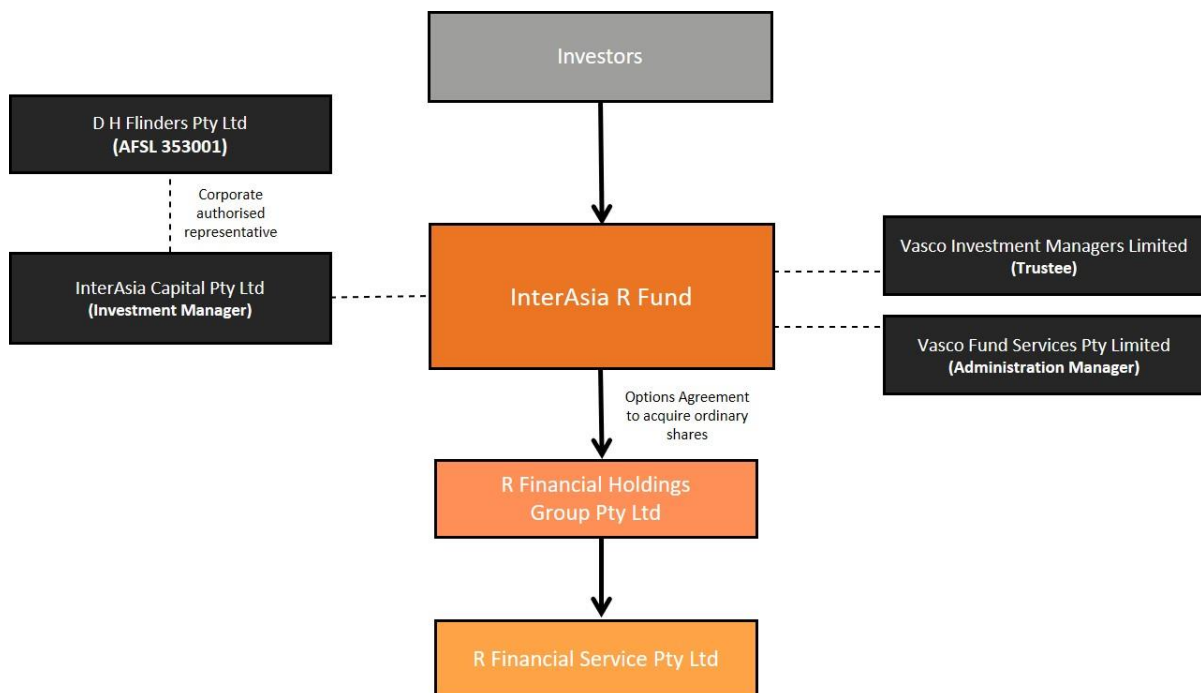 Investors
D H Flinders Pty Ltd
(AFSL 353001)
Corporate
authorised
representative
InterAsia Capital Pty Ltd
(Investment Manager)
InterAsia R Fund
Vasco Investment Managers Limited
(Trustee)
Vasco Fund Services Pty Limited
(Administration Manager)
Options Agreement
to acquire ordinary
shares
R Financial Holdings
Group Pty Ltd
R Financial Service Pty Ltd